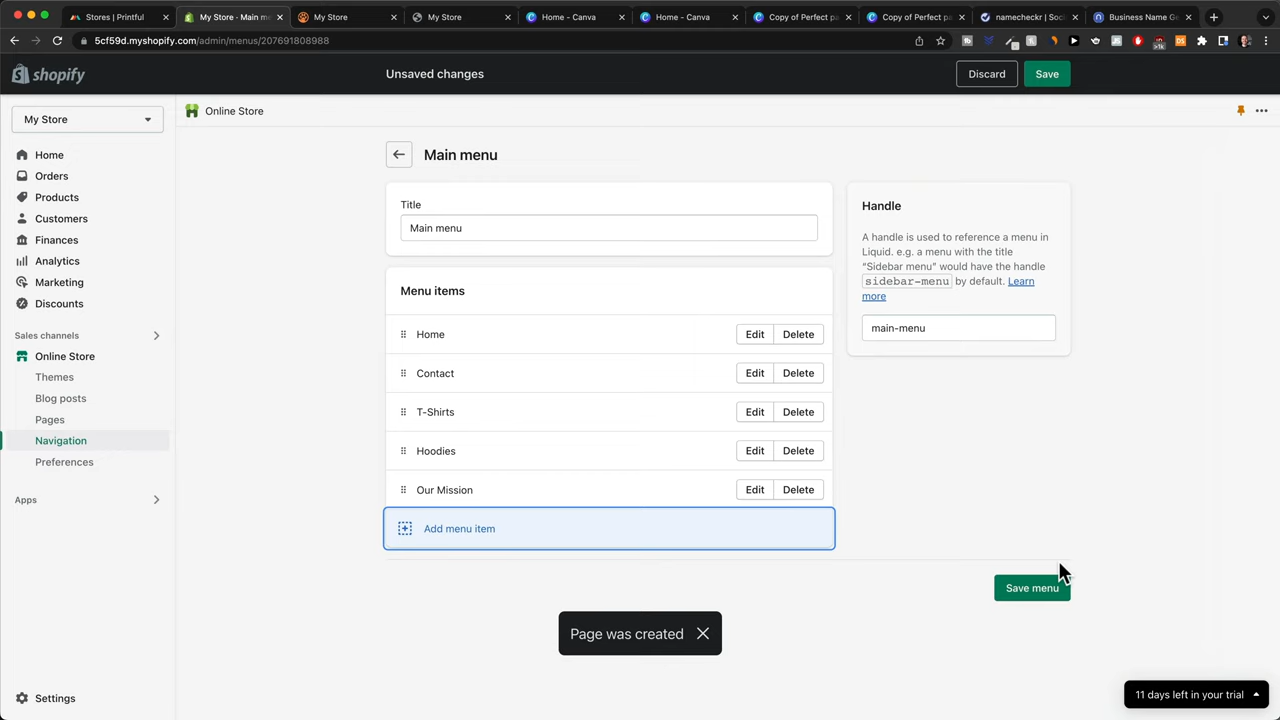 Stores | Printful
My Store · Main m
My Store
My Store
Home - Canva
Home - Canva
Copy of Perfect p
Copy of Perfect p
namecheckr | Soci
Business Name Ge
5cf59d.myshopify.com/admin/menus/207691808988
shopify
Unsaved changes
Discard
Save
My Store
Online Store
Home
Orders
Products
Customers
Finances
Analytics
Marketing
Discounts
Sales channels
Online Store
Themes
Blog posts
Pages
Navigation
Preferences
Apps
Settings
Main menu
Title
Main menu
Menu items
Home
Edit
Delete
Contact
Edit
Delete
T-Shirts
Edit
Delete
Hoodies
Edit
Delete
Our Mission
Edit
Delete
Add menu item
Handle
A handle is used to reference a menu in
Liquid. e.g. a menu with the title
“Sidebar menu” would have the handle
sidebar-menu by default. Learn
more
main-menu
Save menu
Page was created
11 days left in your trial